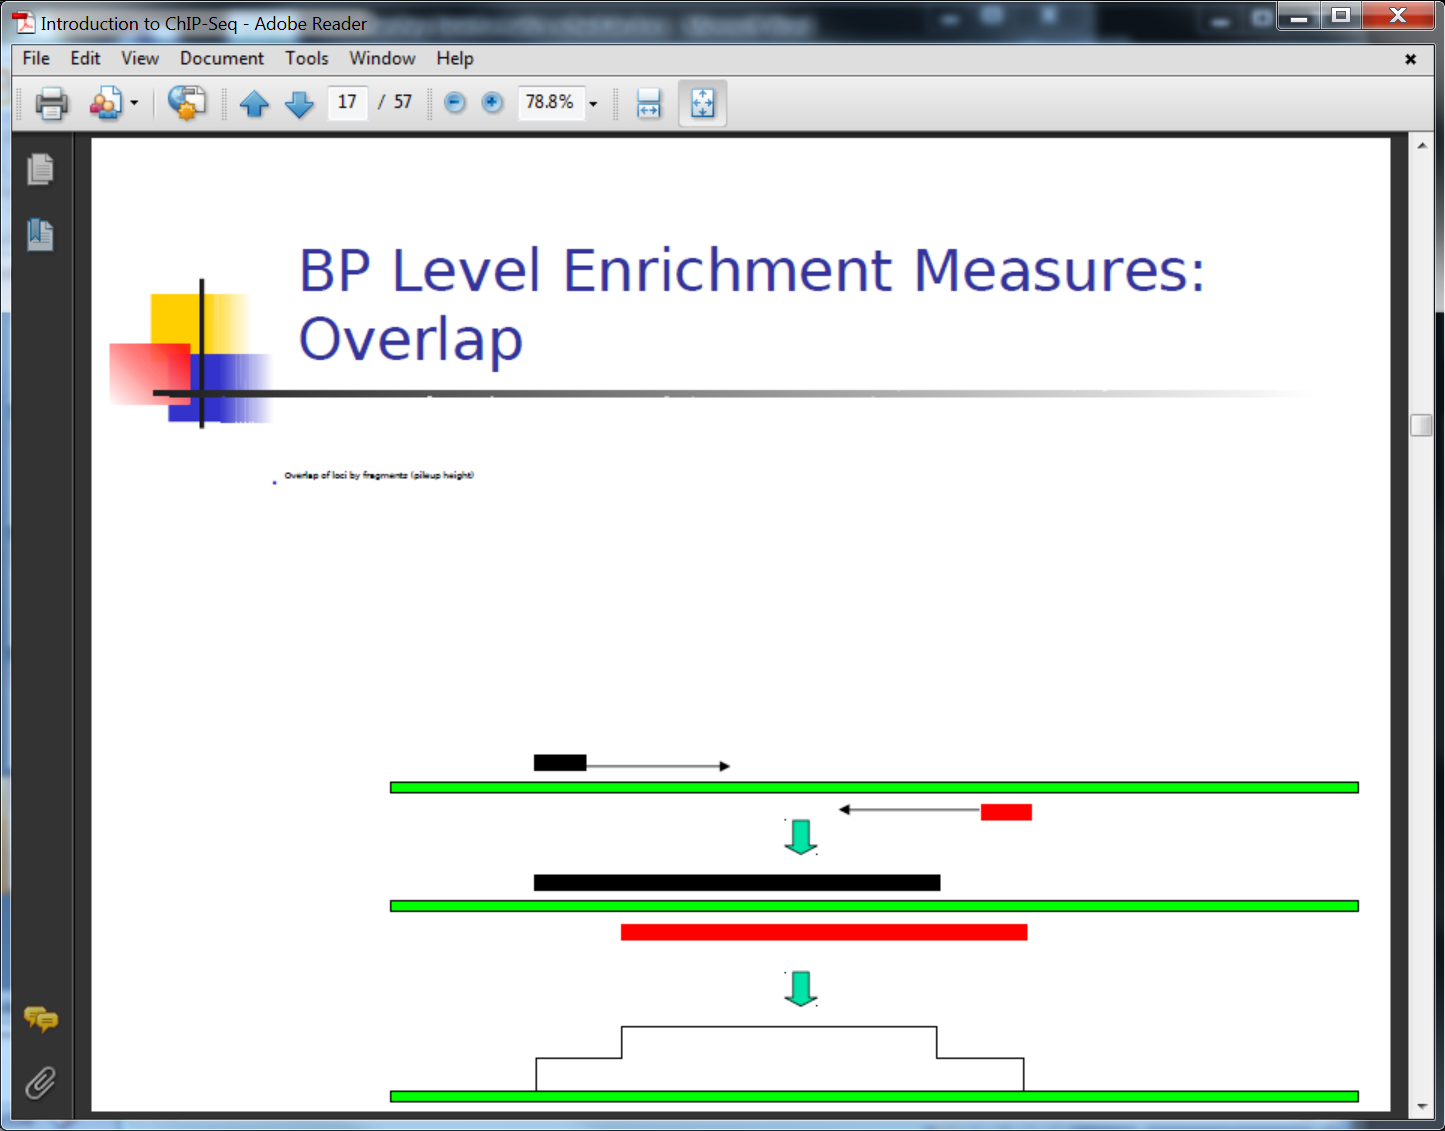 Introduction to ChIP-Seq - Adobe Reader
File Edit View Document Tools Window Help
17 / 57 78.8%
BP Level Enrichment Measures:
Overlap
Overlap of loci by fragments (pileup height)